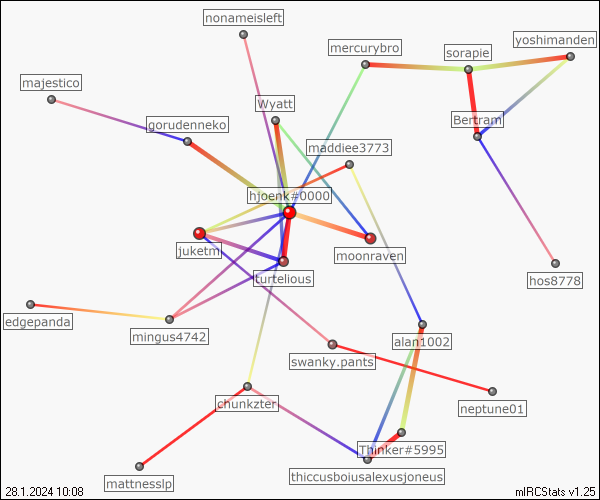 nonameisleft
yoshimanden
mercurybro
sorapie
majestico
Wyatt
Bertram
gorudenneko
maddiee3773
hjoenk#0000
juketm
moonraven
turtelious
hos8778
edgepanda
mingus4742
alan1002
swanky.pants
chunkzter
neptune01
Thinker#5995
mattnesslp
thiccusboiusalexusjoneus
28.1.2024 10:08
mIRCStats v1.25